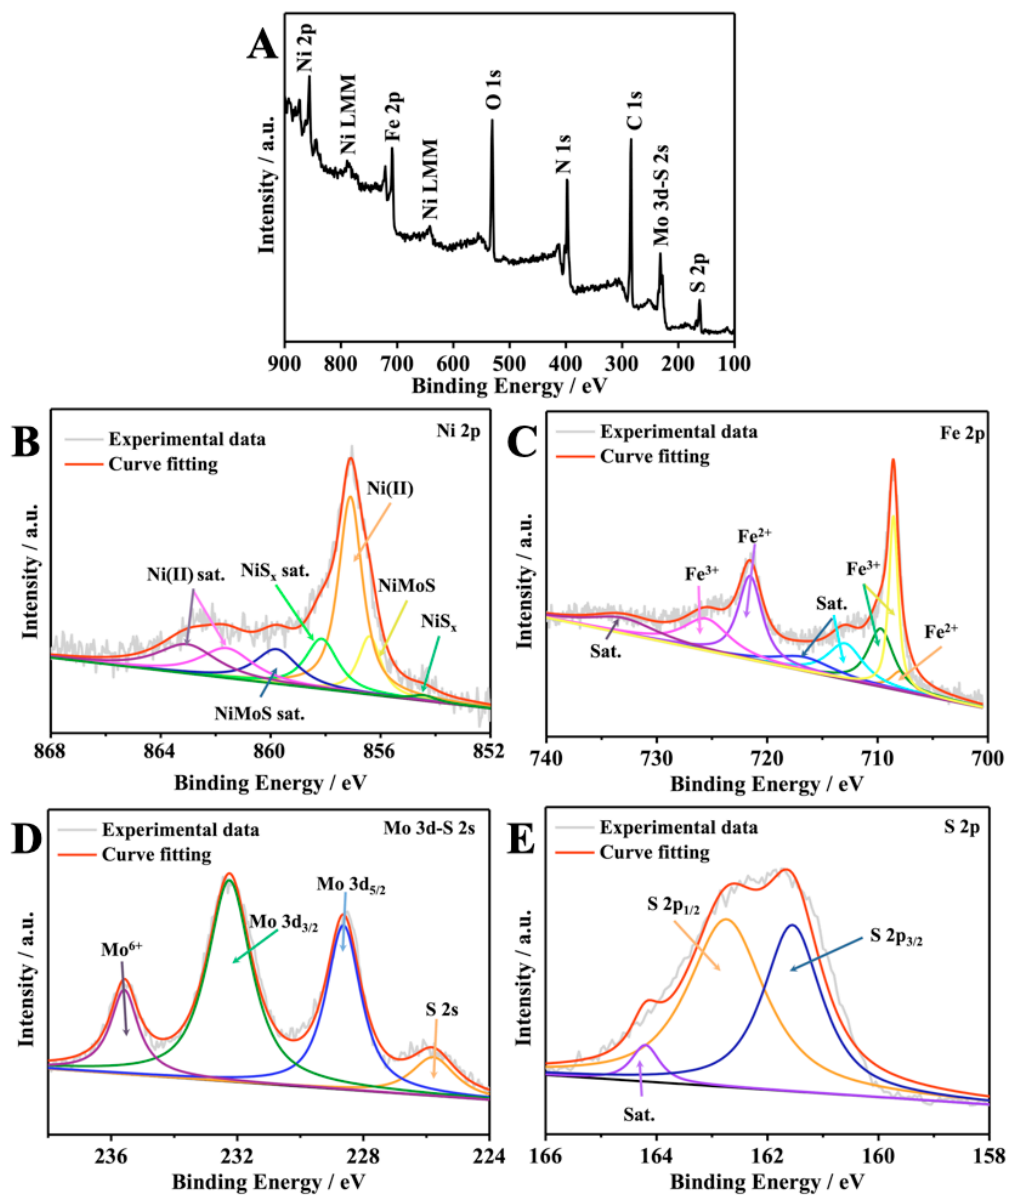 A
Intensity / a.u.
Ni 2p
Ni LMM
Fe 2p
Ni LMM
O 1s
N 1s
C 1s
Mo 3d-S 2s
S 2p
900 800 700 600 500 400 300 200 100
Binding Energy / eV
B
Experimental data
Curve fitting
Ni 2p
Intensity / a.u.
Ni(II)
Ni(II) sat.
NiSₓ sat.
NiMoS
NiSₓ
NiMoS sat.
868 864 860 856 852
Binding Energy / eV
C
Experimental data
Curve fitting
Fe 2p
Intensity / a.u.
Fe²⁺
Fe³⁺
Fe³⁺
Sat.
Fe²⁺
Sat.
740 730 720 710 700
Binding Energy / eV
D
Experimental data
Curve fitting
Mo 3d-S 2s
Intensity / a.u.
Mo 3d₅/₂
Mo 3d₃/₂
Mo⁶⁺
S 2s
236 232 228 224
Binding Energy / eV
E
Experimental data
Curve fitting
S 2p
Intensity / a.u.
S 2p₁/₂
S 2p₃/₂
Sat.
166 164 162 160 158
Binding Energy / eV